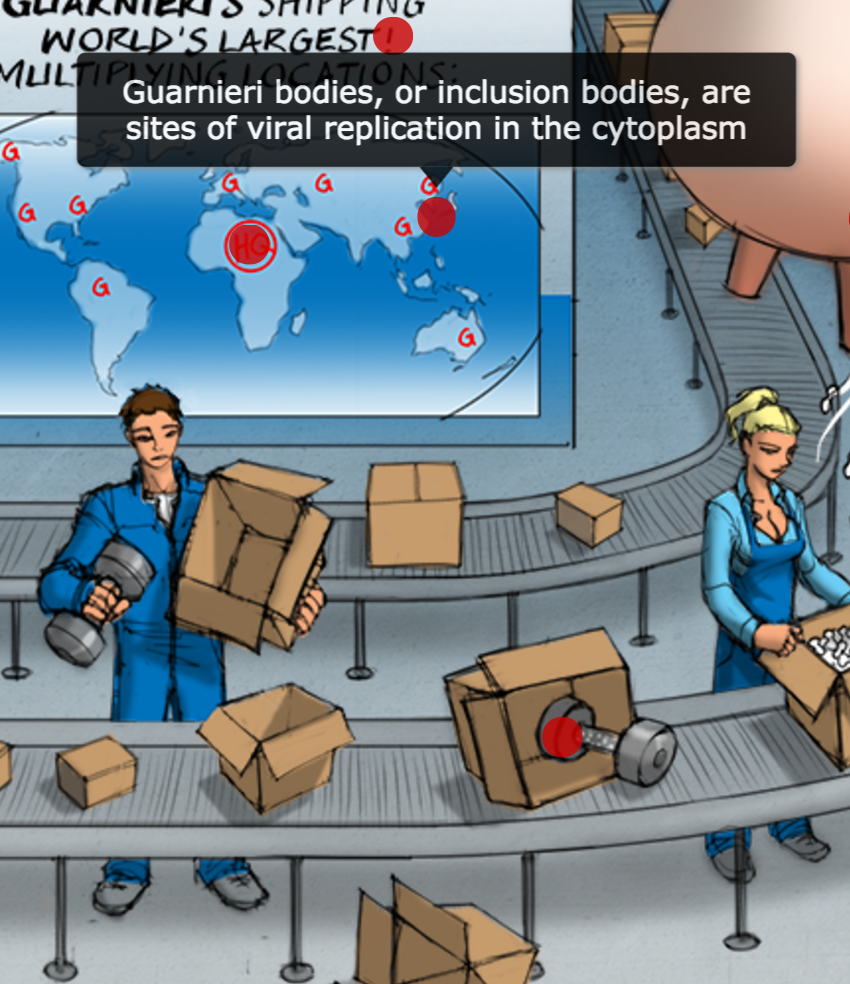 GUARNIERI'S SHIPPING
WORLD'S LARGEST!
MULTIPLYING LOCATIONS:
Guarnieri bodies, or inclusion bodies, are
sites of viral replication in the cytoplasm
G
G
G
G
G
G
G
HQ
G
G